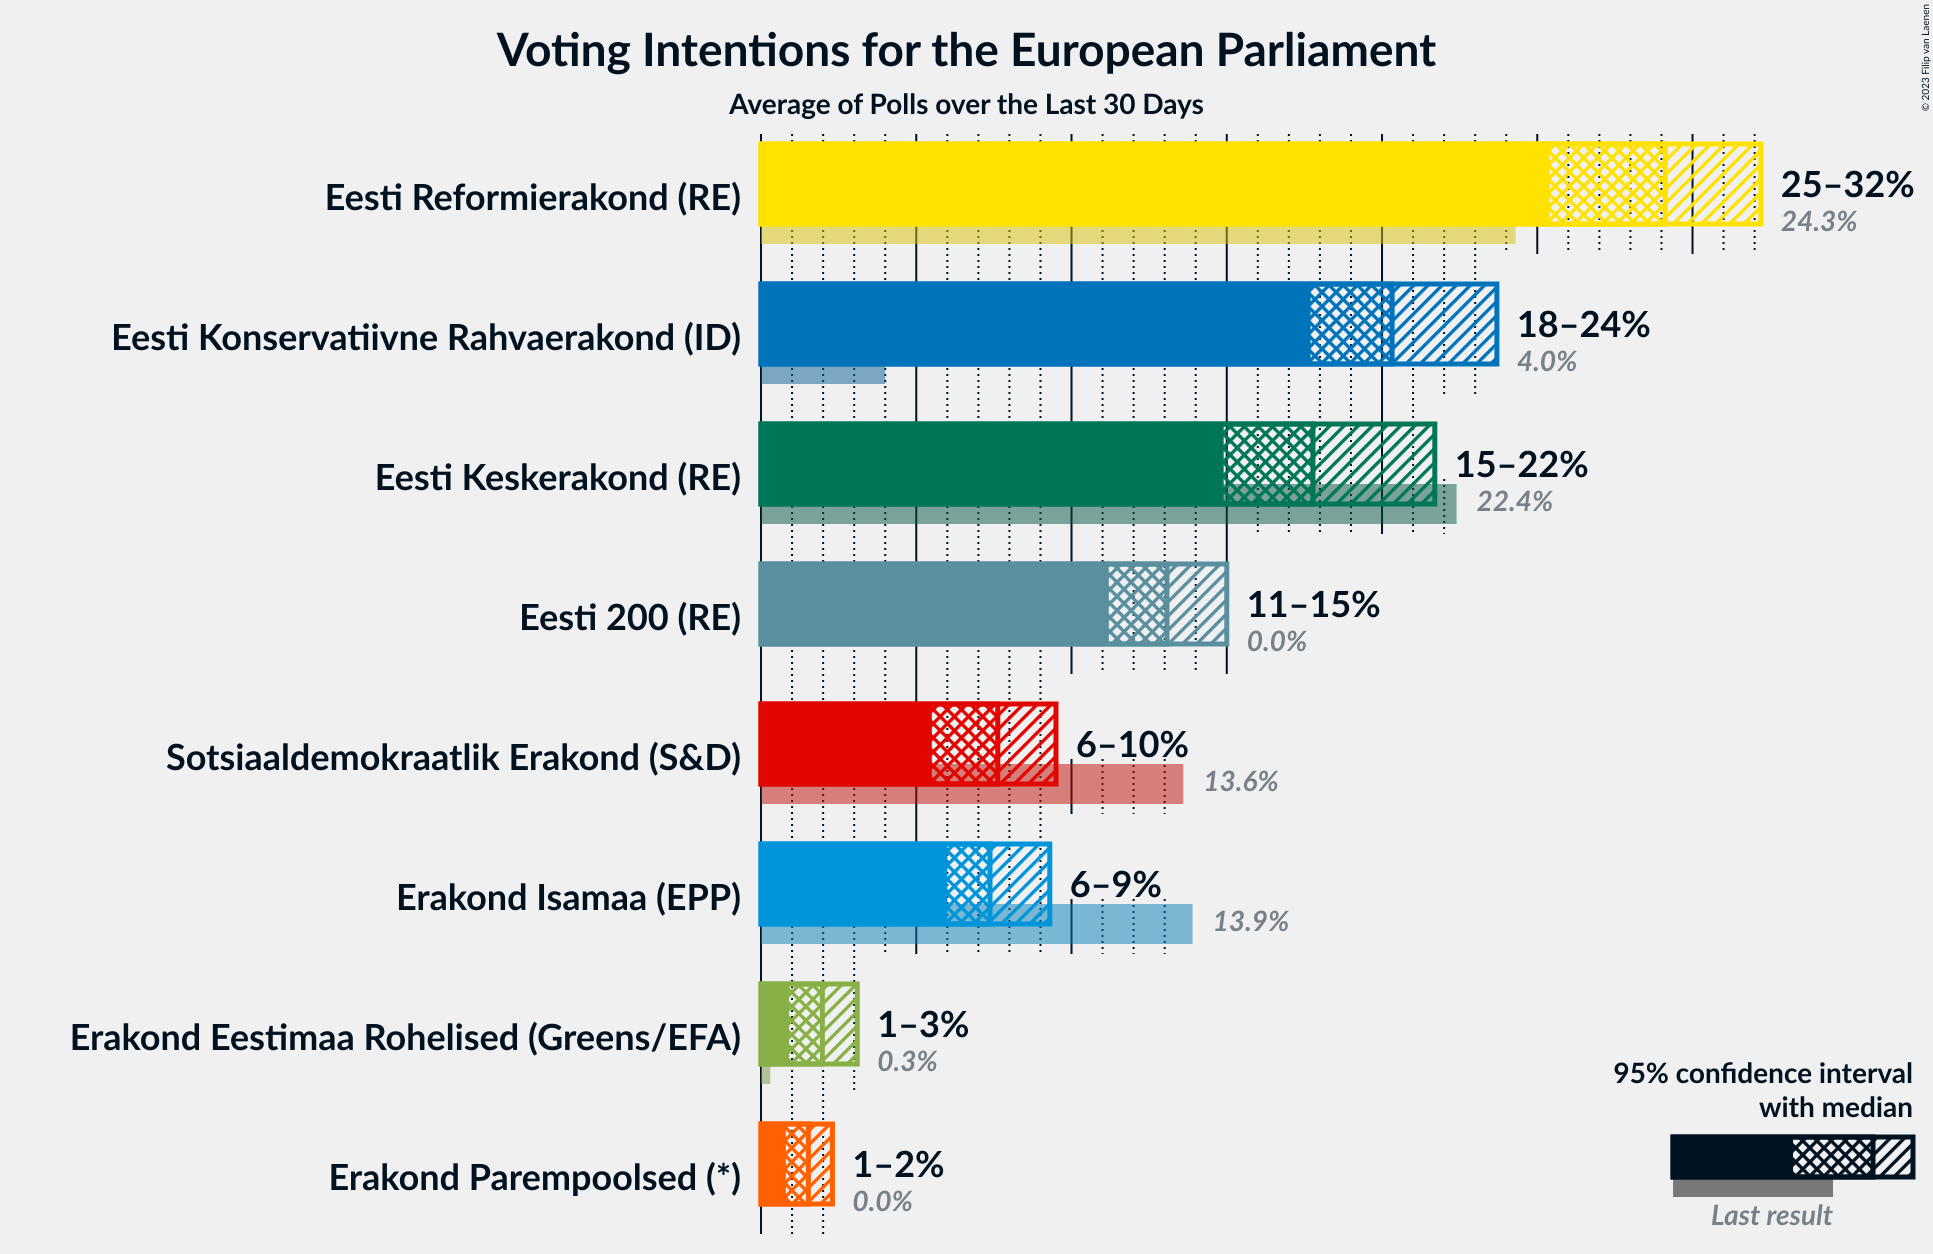 Voting Intentions for the European Parliament
Average of Polls over the Last 30 Days
© 2023 Filip van Laenen
Eesti Reformierakond (RE)
25–32%
24.3%
Eesti Konservatiivne Rahvaerakond (ID)
18–24%
4.0%
Eesti Keskerakond (RE)
15–22%
22.4%
Eesti 200 (RE)
11–15%
0.0%
Sotsiaaldemokraatlik Erakond (S&D)
6–10%
13.6%
Erakond Isamaa (EPP)
6–9%
13.9%
Erakond Eestimaa Rohelised (Greens/EFA)
1–3%
0.3%
Erakond Parempoolsed (*)
1–2%
0.0%
95% confidence interval
with median
Last result